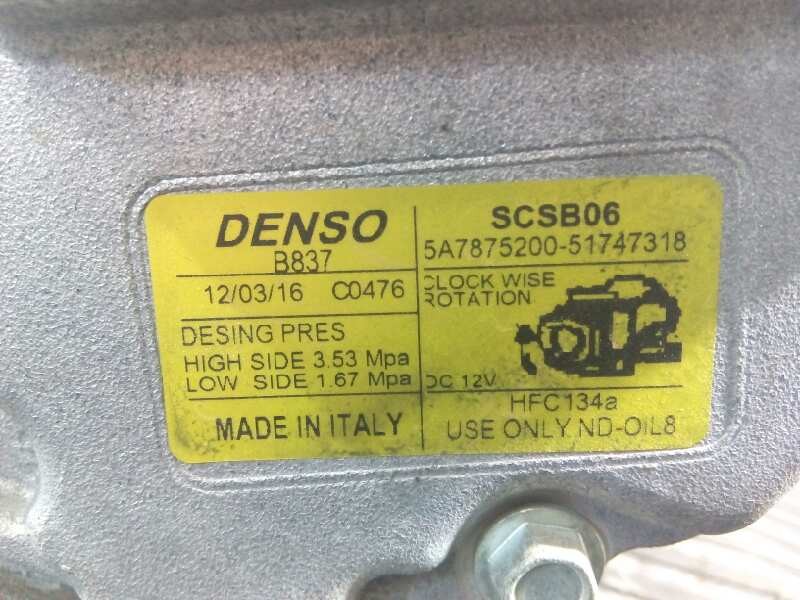 DENSO
B837
12/03/16 C0476
DESING PRES
HIGH SIDE 3.53 Mpa
LOW SIDE 1.67 Mpa
MADE IN ITALY
SCSB06
5A7875200-51747318
CLOCK WISE
ROTATION
DC 12V
HFC134a
USE ONLY ND-OIL8